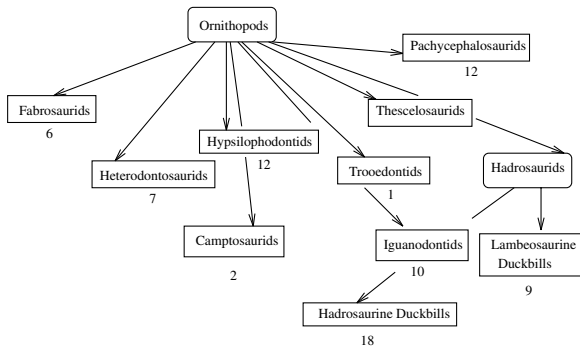 Ornithopods
Pachycephalosaurids
12
Fabrosaurids
6
Thescelosaurids
Hypsilophodontids
12
Heterodontosaurids
7
Trooedontids
1
Hadrosaurids
Camptosaurids
2
Iguanodontids
10
Lambeosaurine
Duckbills
9
Hadrosaurine Duckbills
18